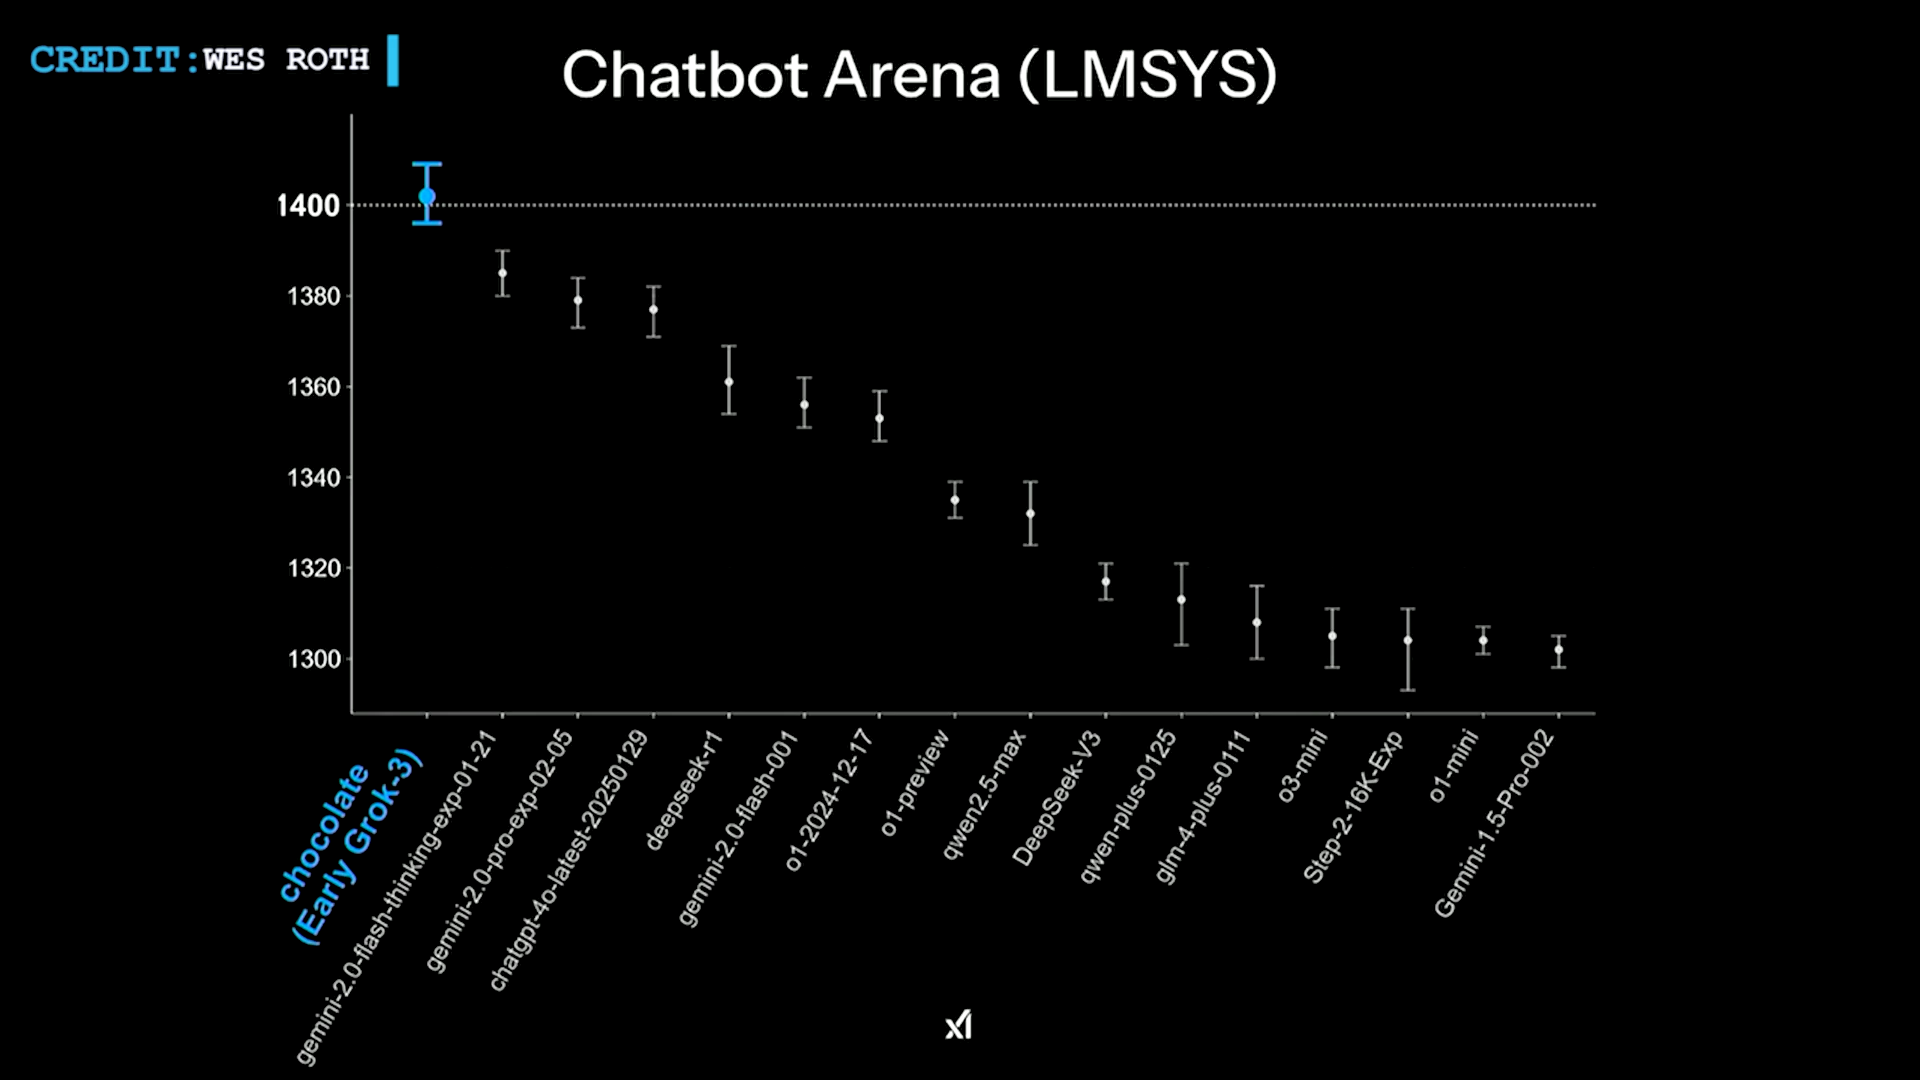 CREDIT:WES ROTH
Chatbot Arena (LMSYS)
1400
1380
1360
1340
1320
1300
chocolate
(Early Grok-3)
gemini-2.0-flash-thinking-exp-01-21
gemini-2.0-pro-exp-02-05
chatgpt-4o-latest-20250129
deepseek-r1
gemini-2.0-flash-001
o1-2024-12-17
o1-preview
qwen2.5-max
DeepSeek-V3
qwen-plus-0125
glm-4-plus-0111
o3-mini
Step-2-16K-Exp
o1-mini
Gemini-1.5-Pro-002
xI